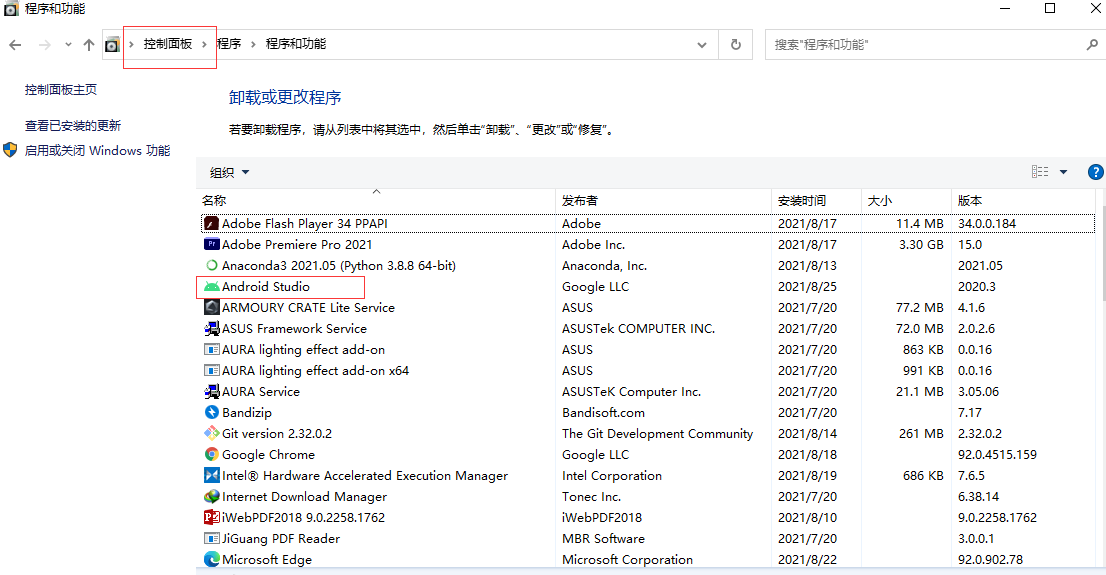 程序和功能
控制面板 程序 程序和功能
搜索"程序和功能"
控制面板主页
查看已安装的更新
启用或关闭 Windows 功能
卸载或更改程序
若要卸载程序，请从列表中将其选中，然后单击“卸载”、“更改”或“修复”。
组织
名称 发布者 安装时间 大小 版本
Adobe Flash Player 34 PPAPI Adobe 2021/8/17 11.4 MB 34.0.0.184
Adobe Premiere Pro 2021 Adobe Inc. 2021/8/17 3.30 GB 15.0
Anaconda3 2021.05 (Python 3.8.8 64-bit) Anaconda, Inc. 2021/8/13 2021.05
Android Studio Google LLC 2021/8/25 2020.3
ARMOURY CRATE Lite Service ASUS 2021/7/20 77.2 MB 4.1.6
ASUS Framework Service ASUSTek COMPUTER INC. 2021/7/20 72.0 MB 2.0.2.6
AURA lighting effect add-on ASUS 2021/7/20 863 KB 0.0.16
AURA lighting effect add-on x64 ASUS 2021/7/20 991 KB 0.0.16
AURA Service ASUSTeK Computer Inc. 2021/7/20 21.1 MB 3.05.06
Bandizip Bandisoft.com 2021/7/20 7.17
Git version 2.32.0.2 The Git Development Community 2021/8/14 261 MB 2.32.0.2
Google Chrome Google LLC 2021/8/18 92.0.4515.159
Intel® Hardware Accelerated Execution Manager Intel Corporation 2021/8/19 686 KB 7.6.5
Internet Download Manager Tonec Inc. 2021/7/20 6.38.14
iWebPDF2018 9.0.2258.1762 iWebPDF2018 2021/8/10 9.0.2258.1762
JiGuang PDF Reader MBR Software 2021/7/20 3.0.0.1
Microsoft Edge Microsoft Corporation 2021/8/22 92.0.902.78